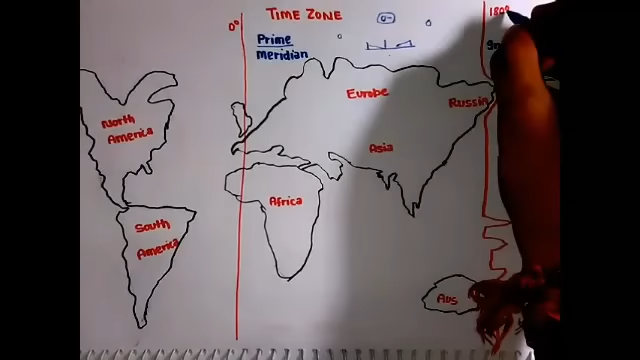 TIME ZONE
0°
180°
Prime
meridian
Europe
Russia
North
America
Asia
Africa
South
America
Aus